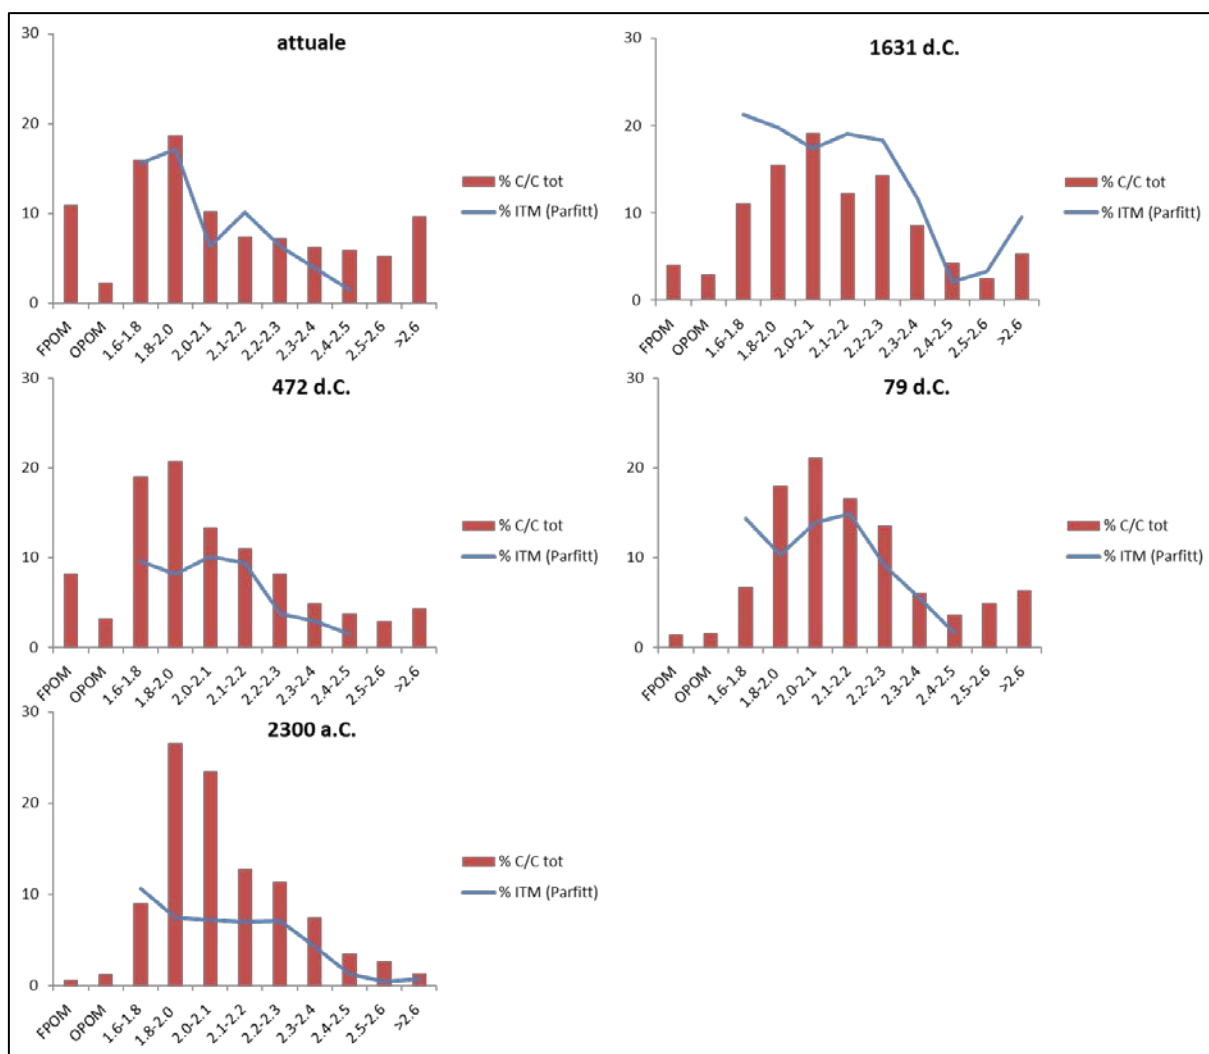 attuale
30
20
10
0
FPOM
OPOM
1.6-1.8
1.8-2.0
2.0-2.1
2.1-2.2
2.2-2.3
2.3-2.4
2.4-2.5
2.5-2.6
>2.6
% C/C tot
% ITM (Parfitt)
1631 d.C.
30
20
10
0
FPOM
OPOM
1.6-1.8
1.8-2.0
2.0-2.1
2.1-2.2
2.2-2.3
2.3-2.4
2.4-2.5
2.5-2.6
>2.6
% C/C tot
% ITM (Parfitt)
472 d.C.
30
20
10
0
FPOM
OPOM
1.6-1.8
1.8-2.0
2.0-2.1
2.1-2.2
2.2-2.3
2.3-2.4
2.4-2.5
2.5-2.6
>2.6
% C/C tot
% ITM (Parfitt)
79 d.C.
30
20
10
0
FPOM
OPOM
1.6-1.8
1.8-2.0
2.0-2.1
2.1-2.2
2.2-2.3
2.3-2.4
2.4-2.5
2.5-2.6
>2.6
% C/C tot
% ITM (Parfitt)
2300 a.C.
30
20
10
0
FPOM
OPOM
1.6-1.8
1.8-2.0
2.0-2.1
2.1-2.2
2.2-2.3
2.3-2.4
2.4-2.5
2.5-2.6
>2.6
% C/C tot
% ITM (Parfitt)